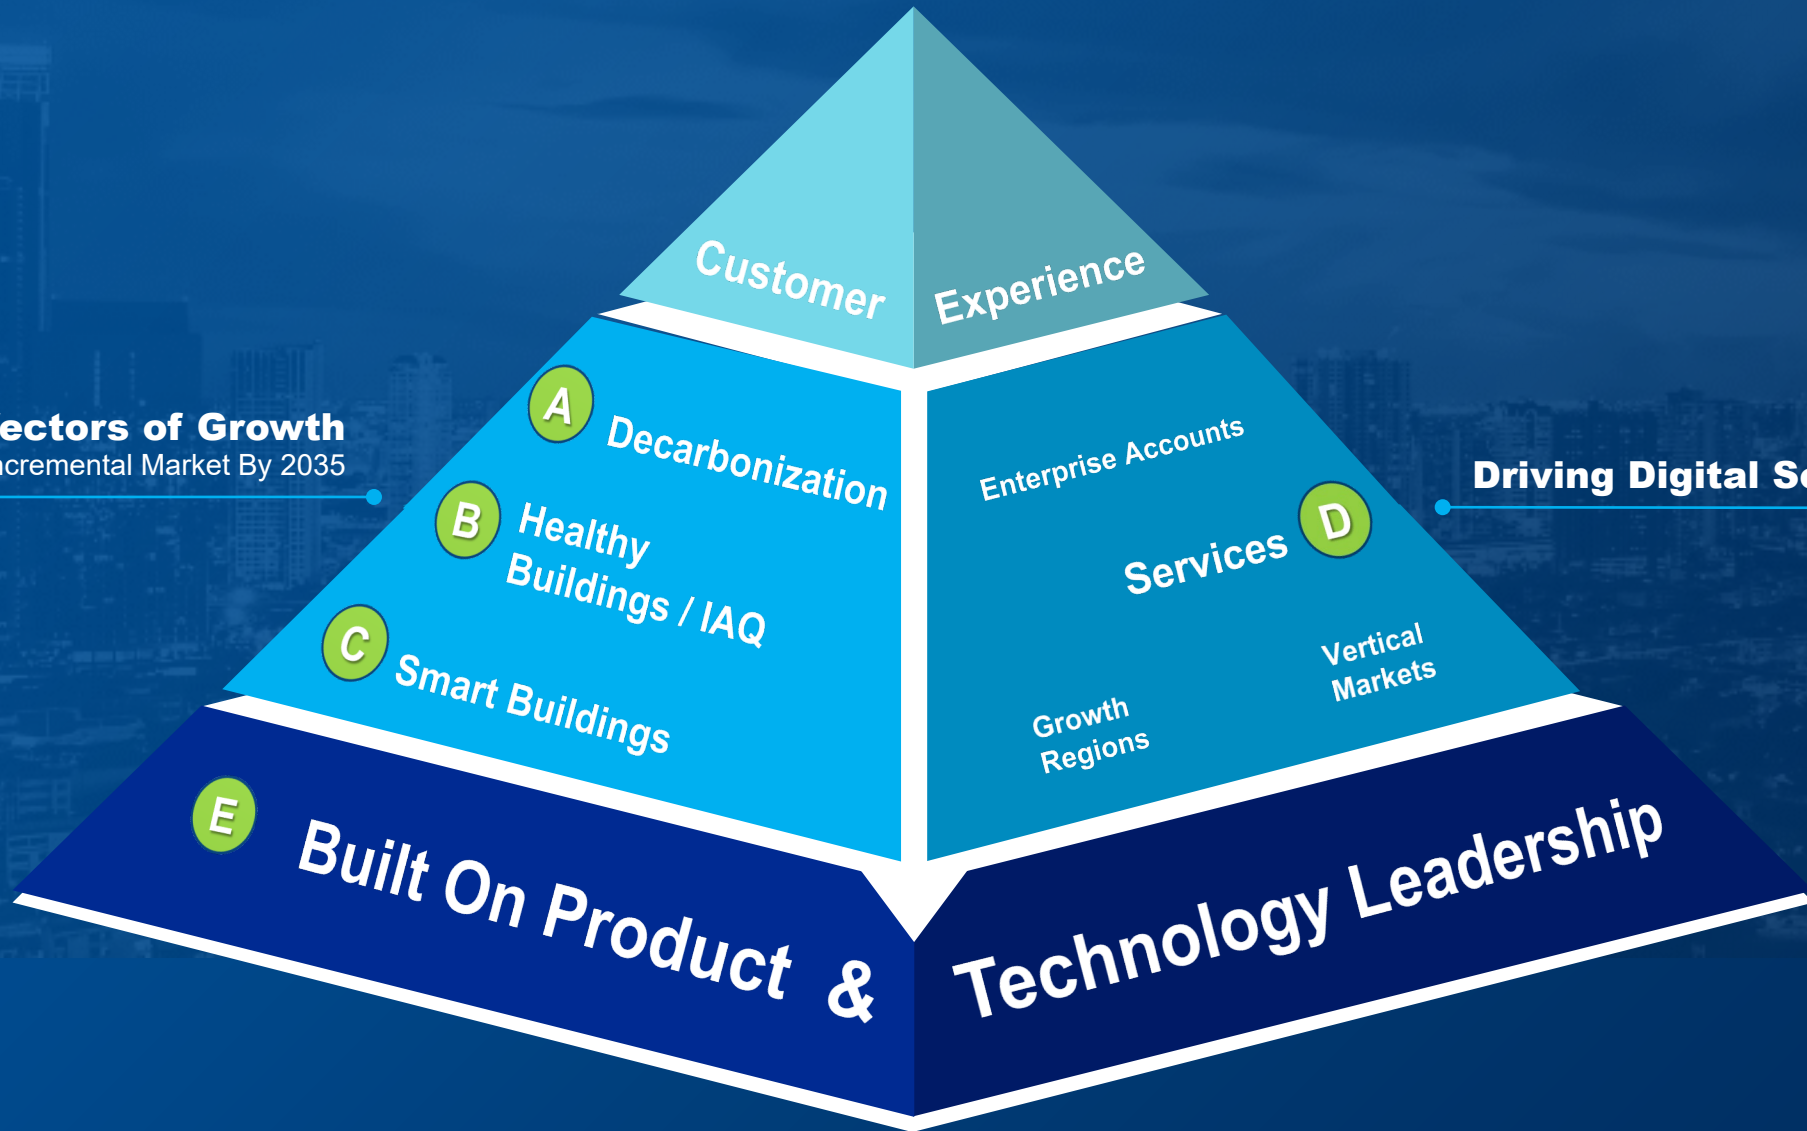 Customer
Experience
ectors of Growth
ncremental Market By 2035
A
Decarbonization
B
Healthy
Buildings / IAQ
C
Smart Buildings
Enterprise Accounts
Services
D
Vertical
Markets
Growth
Regions
Driving Digital Se
E
Built On Product &
Technology Leadership